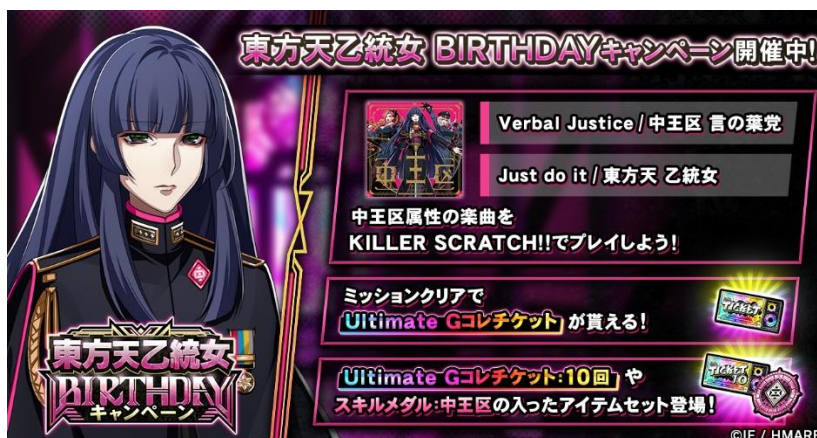 東方天乙統女 BIRTHDAYキャンペーン開催中!
Verbal Justice/中王区 言の葉党
Just do it/東方天 乙統女
中王区
中王区属性の楽曲を
KILLER SCRATCH!!でプレイしよう!
ミッションクリアで
Ultimate Gコレチケット が貰える!
TICKET
Ultimate Gコレチケット:10回 や
スキルメダル:中王区の入ったアイテムセット登場!
TICKET
10
東方天乙統女
BIRTHDAY
キャンペーン
©IF / HMARF